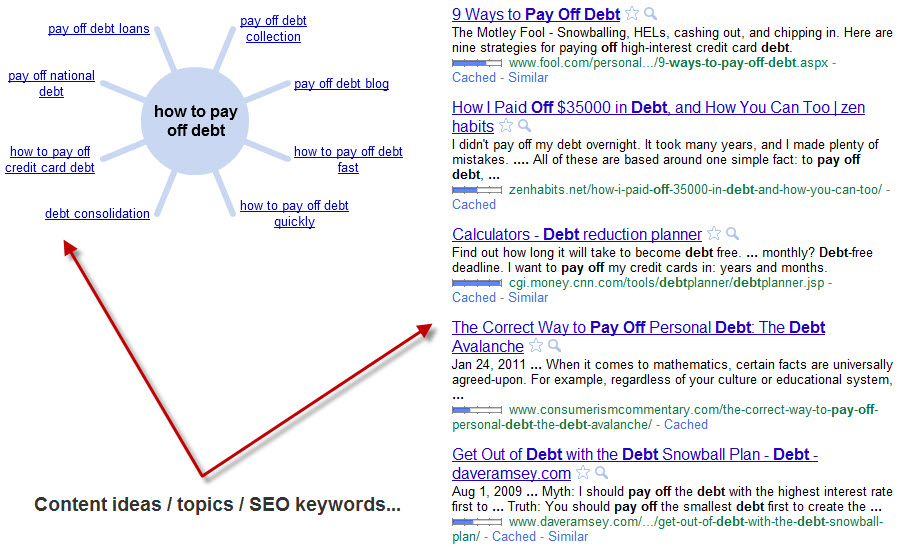 pay off debt loans
pay off debt
collection
pay off national
debt
pay off debt blog
how to pay
off debt
how to pay off
credit card debt
how to pay off debt
fast
debt consolidation
how to pay off debt
quickly
Content ideas / topics / SEO keywords...
9 Ways to Pay Off Debt
The Motley Fool - Snowballing, HELs, cashing out, and chipping in. Here are
nine strategies for paying off high-interest credit card debt.
www.fool.com/personal.../9-ways-to-pay-off-debt.aspx -
Cached - Similar
How I Paid Off $35000 in Debt, and How You Can Too | zen
habits
I didn't pay off my debt overnight. It took many years, and I made plenty of
mistakes. .... All of these are based around one simple fact: to pay off
debt, ...
zenhabits.net/how-i-paid-off-35000-in-debt-and-how-you-can-too/ -
Cached
Calculators - Debt reduction planner
Find out how long it will take to become debt free. ... monthly? Debt-free
deadline. I want to pay off my credit cards in: years and months.
cgi.money.cnn.com/tools/debtplanner/debtplanner.jsp -
Cached - Similar
The Correct Way to Pay Off Personal Debt: The Debt
Avalanche
Jan 24, 2011 ... When it comes to mathematics, certain facts are universally
agreed-upon. For example, regardless of your culture or educational system,
...
www.consumerismcommentary.com/the-correct-way-to-pay-off-
personal-debt-the-debt-avalanche/ - Cached
Get Out of Debt with the Debt Snowball Plan - Debt -
daveramsey.com
Aug 1, 2009 ... Myth: I should pay off the debt with the highest interest rate
first to ... Truth: You should pay off the smallest debt first to create the ...
www.daveramsey.com/.../get-out-of-debt-with-the-debt-snowball-
plan/ - Cached - Similar